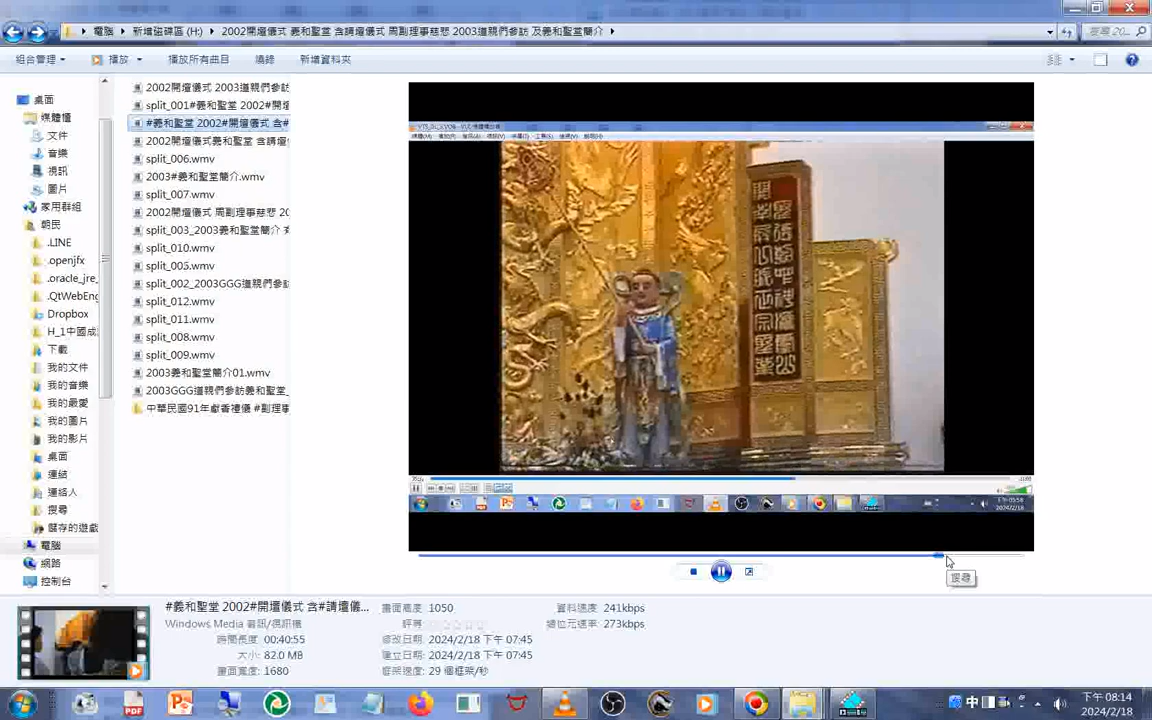 電腦 新增磁碟區 (H:) 2002開壇儀式 義和聖堂 含請壇儀式 周副理事慈悲 2003道親們參訪 及義和聖堂簡介
搜尋 20...
組合管理 播放 播放所有曲目 燒錄 新增資料夾
桌面
媒體櫃
文件
音樂
視訊
圖片
家用群組
朝民
.LINE
.openjfx
.oracle_jre_
.QtWebEng
Dropbox
H_1中國成
下載
我的文件
我的音樂
我的最愛
我的圖片
我的影片
桌面
連結
連絡人
搜尋
儲存的遊戲
電腦
網路
控制台
2002開壇儀式 2003道親們參訪
split_001#義和聖堂 2002#開壇
#義和聖堂 2002#開壇儀式 含#
2002開壇儀式義和聖堂 含請壇儀
split_006.wmv
2003#義和聖堂簡介.wmv
split_007.wmv
2002開壇儀式 周副理事慈悲 20
split_003_2003義和聖堂簡介
split_010.wmv
split_005.wmv
split_002_2003GGG道親們參訪
split_012.wmv
split_011.wmv
split_008.wmv
split_009.wmv
2003義和聖堂簡介01.wmv
2003GGG道親們參訪義和聖堂_
中華民國91年獻香禮儀 #副理事
下午 05:58
2024/2/18
搜尋
#義和聖堂 2002#開壇儀式 含#請壇儀...
Windows Media 音訊/視訊檔
時間長度: 00:40:55
大小: 82.0 MB
畫面寬度: 1680
畫面高度: 1050
評等:
修改日期: 2024/2/18 下午 07:45
建立日期: 2024/2/18 下午 07:45
框架速度: 29 個框架/秒
資料速度: 241kbps
總位元速率: 273kbps
中
下午 08:14
2024/2/18